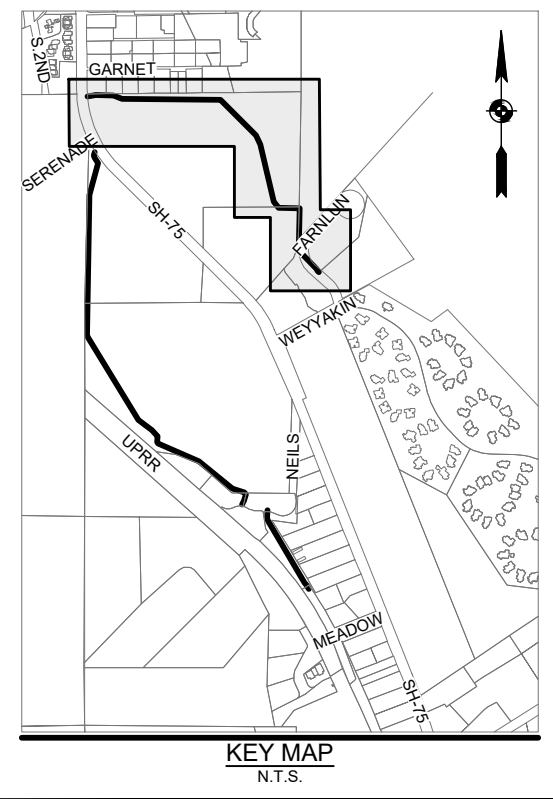 S.2ND
GARNET
SERENADE
SH-75
FARNLUN
WEYYAKIN
UPRR
NEILS
MEADOW
SH-75
KEY MAP
N.T.S.